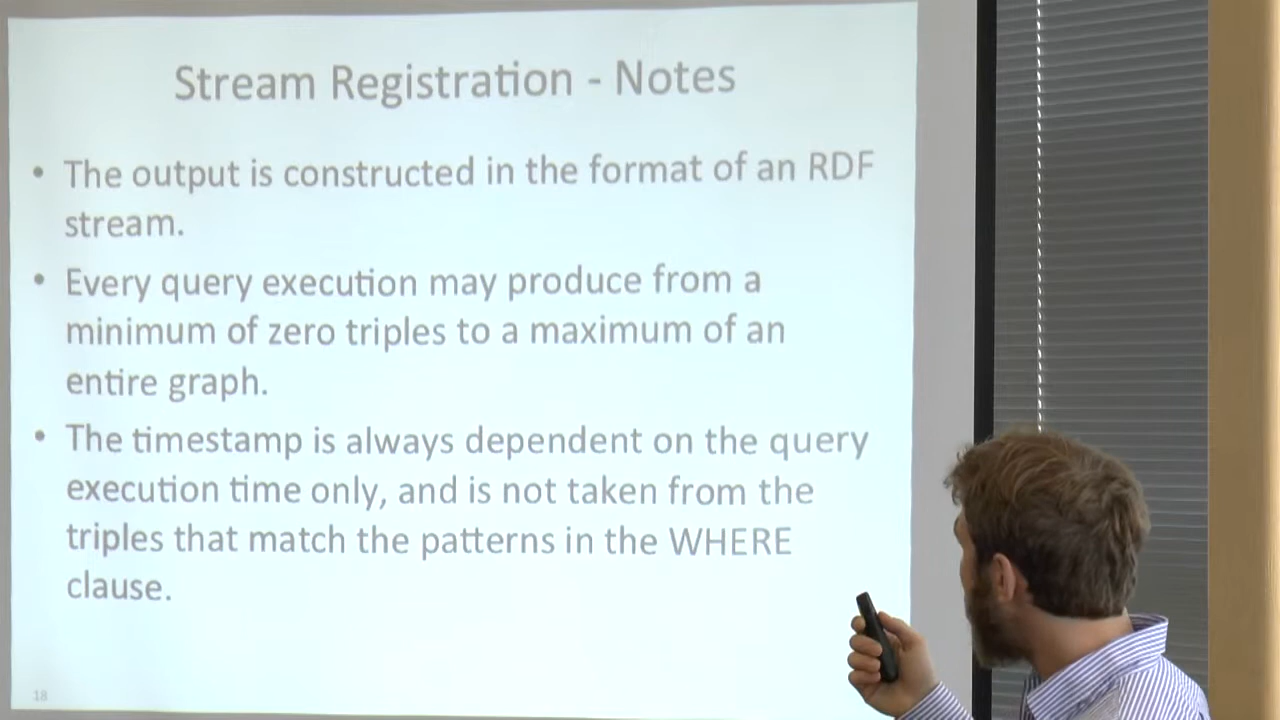 Stream Registration - Notes
• The output is constructed in the format of an RDF
stream.
• Every query execution may produce from a
minimum of zero triples to a maximum of an
entire graph.
• The timestamp is always dependent on the query
execution time only, and is not taken from the
triples that match the patterns in the WHERE
clause.
18